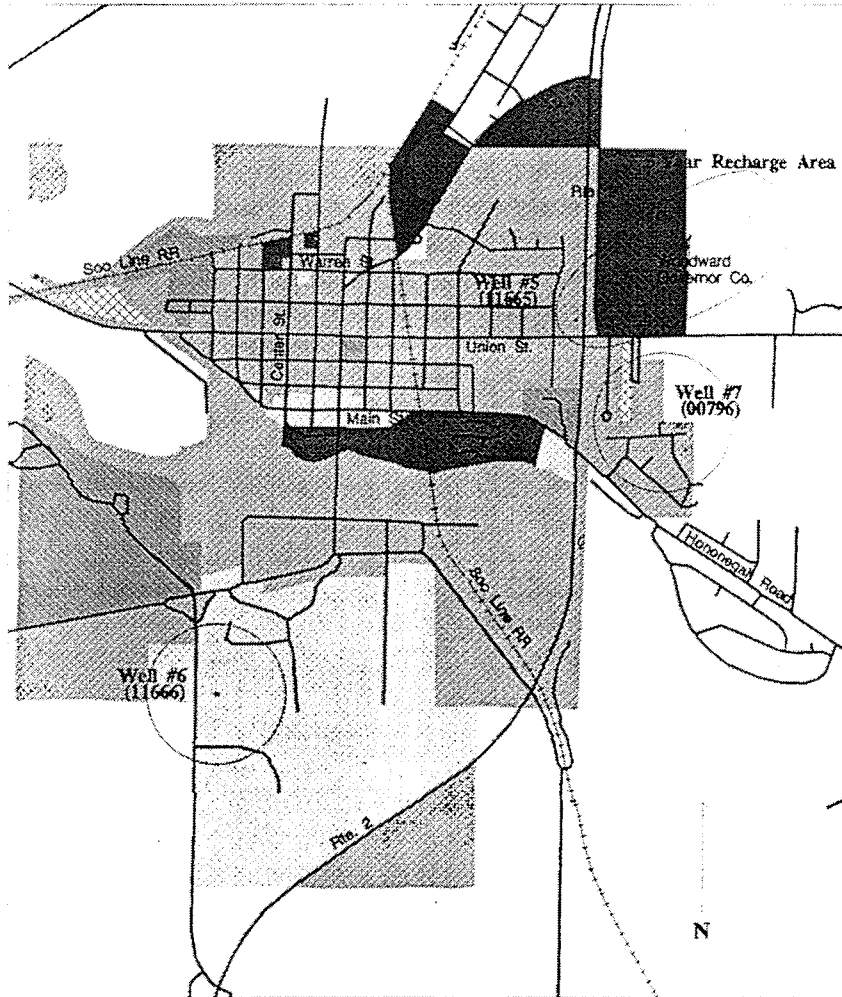 Year Recharge Area
Rte.
Soo Line RR
Warren St.
Woodward
Governor Co.
Well #5
(11665)
Center St.
Union St.
Well #7
(00796)
Main St.
Soo Line RR
Hononegah Road
Well #6
(11666)
Rte. 2
N